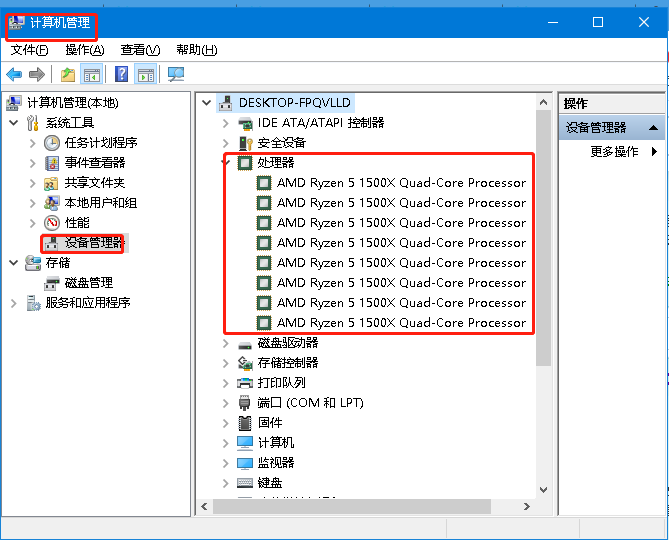 计算机管理
文件(F) 操作(A) 查看(V) 帮助(H)
计算机管理(本地)
系统工具
任务计划程序
事件查看器
共享文件夹
本地用户和组
性能
设备管理器
存储
磁盘管理
服务和应用程序
DESKTOP-FPQVLLD
IDE ATA/ATAPI 控制器
安全设备
处理器
AMD Ryzen 5 1500X Quad-Core Processor
AMD Ryzen 5 1500X Quad-Core Processor
AMD Ryzen 5 1500X Quad-Core Processor
AMD Ryzen 5 1500X Quad-Core Processor
AMD Ryzen 5 1500X Quad-Core Processor
AMD Ryzen 5 1500X Quad-Core Processor
AMD Ryzen 5 1500X Quad-Core Processor
AMD Ryzen 5 1500X Quad-Core Processor
磁盘驱动器
存储控制器
打印队列
端口 (COM 和 LPT)
固件
计算机
监视器
键盘
操作
设备管理器
更多操作